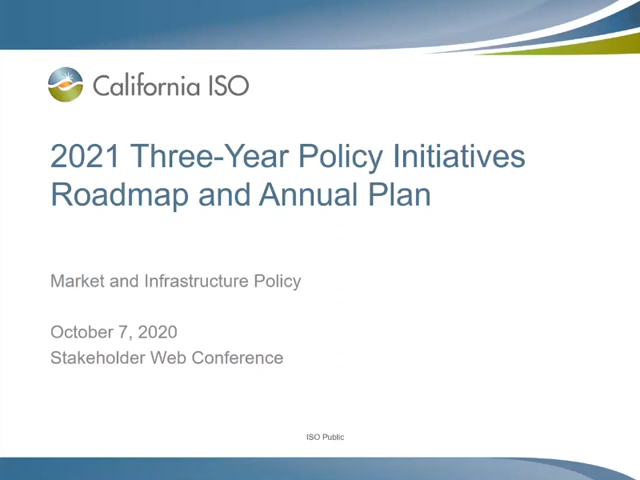 California ISO
2021 Three-Year Policy Initiatives
Roadmap and Annual Plan
Market and Infrastructure Policy
October 7, 2020
Stakeholder Web Conference
ISO Public